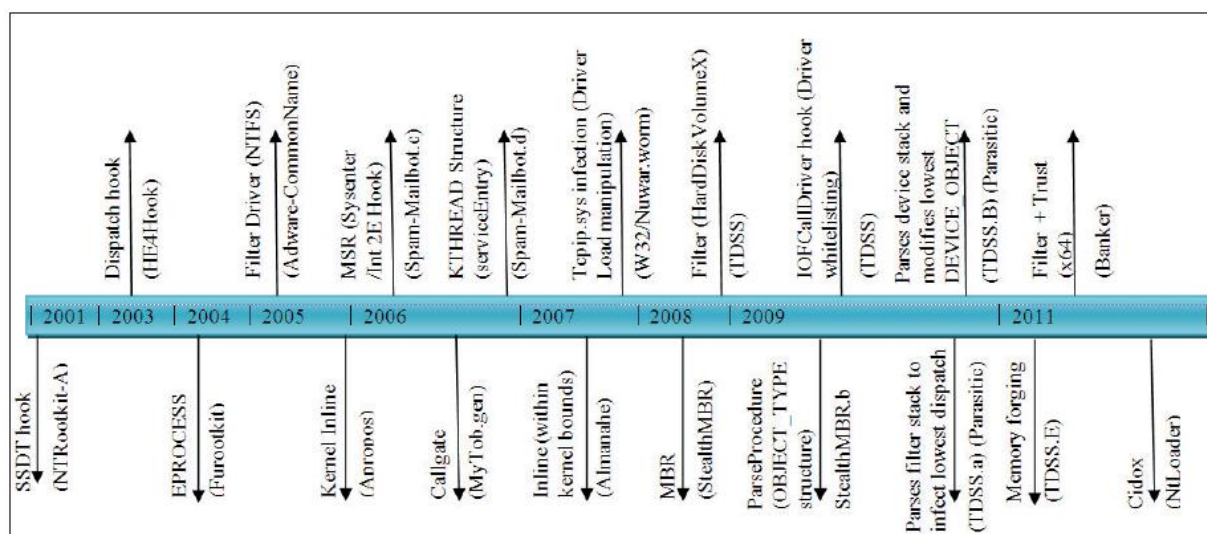 Dispatch hook
(HE4Hook)
Filter Driver (NTFS)
(Adware-CommonName)
MSR (Sysenter
/Int 2E Hook)
(Spam-Mailbot.c)
KTHREAD Structure
(serviceEntry)
(Spam-Mailbot.d)
Tcpip.sys infection (Driver
Load manipulation)
(W32/Nuwar.worm)
Filter (HardDiskVolumeX)
(TDSS)
IOFCallDriver hook (Driver
whitelisting)
(TDSS)
Parses device stack and
modifies lowest
DEVICE_OBJECT
(TDSS.B) (Parasitic)
Filter + Trust
(x64)
(Banker)
2001
2003
2004
2005
2006
2007
2008
2009
2011
SSDT hook
(NTRootkit-A)
EPROCESS
(Furootkit)
Kernel Inline
(Apropos)
Callgate
(MyTob.gen)
Inline (within
kernel bounds)
(Almanahe)
MBR
(StealthMBR)
ParseProcedure
(OBJECT_TYPE
structure)
StealthMBR.b
Parses filter stack to
infect lowest dispatch
(TDSS.a) (Parasitic)
Memory forging
(TDSS.E)
Cidox
(NtLoader)